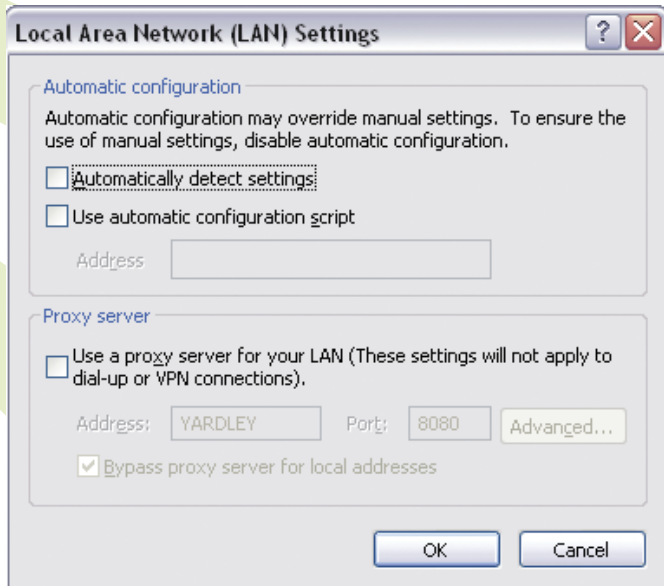 Local Area Network (LAN) Settings
Automatic configuration
Automatic configuration may override manual settings. To ensure the
use of manual settings, disable automatic configuration.
Automatically detect settings
Use automatic configuration script
Address
Proxy server
Use a proxy server for your LAN (These settings will not apply to
dial-up or VPN connections).
Address: YARDLEY Port: 8080 Advanced...
Bypass proxy server for local addresses
OK Cancel